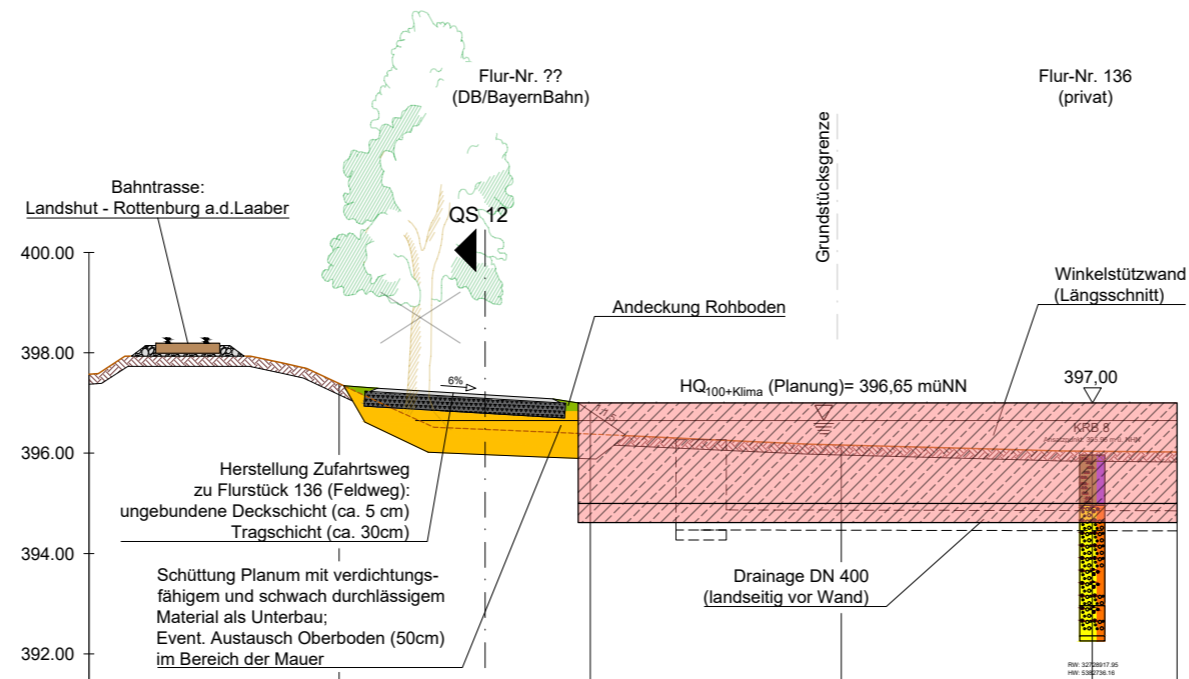 Flur-Nr. ??
(DB/BayernBahn)
Flur-Nr. 136
(privat)
Grundstücksgrenze
Bahntrasse:
Landshut - Rottenburg a.d.Laaber
QS 12
400.00
398.00
396.00
394.00
392.00
Andeckung Rohboden
Winkelstützwand
(Längsschnitt)
6%
HQ100+Klima (Planung)= 396,65 müNN
397,00
KRB 8
Herstellung Zufahrtsweg
zu Flurstück 136 (Feldweg):
ungebundene Deckschicht (ca. 5 cm)
Tragschicht (ca. 30cm)
Schüttung Planum mit verdichtungs-
fähigem und schwach durchlässigem
Material als Unterbau;
Event. Austausch Oberboden (50cm)
im Bereich der Mauer
Drainage DN 400
(landseitig vor Wand)